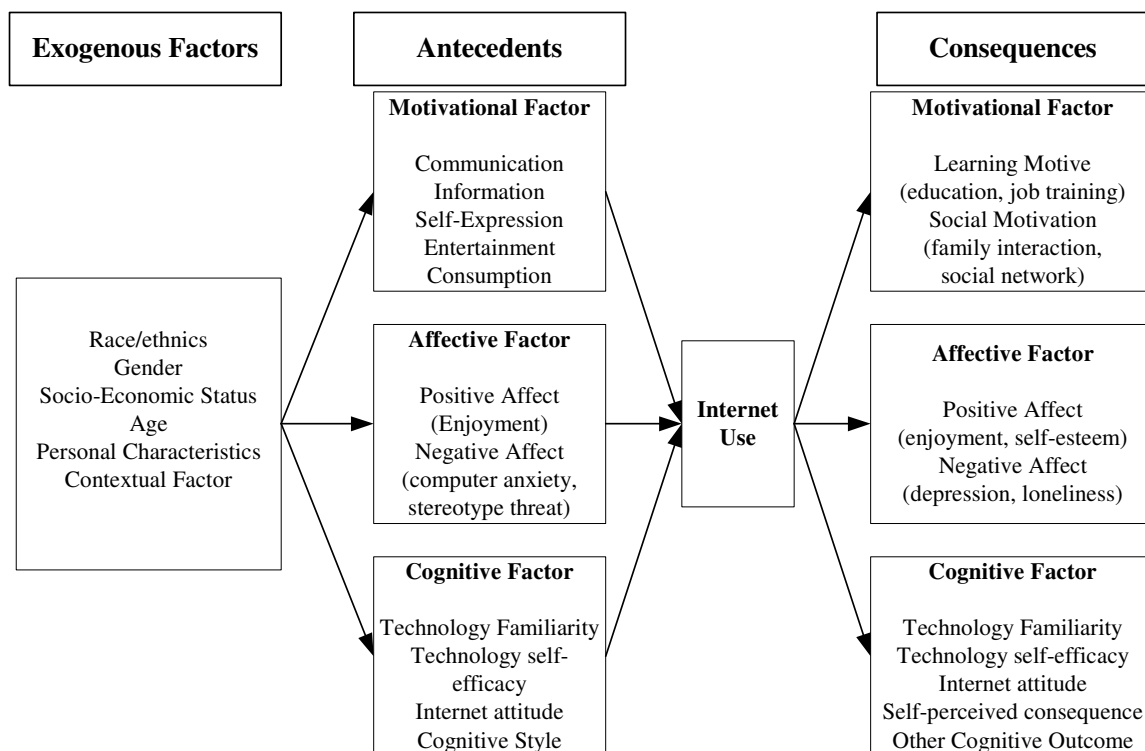 Exogenous Factors
Antecedents
Consequences
Race/ethnics
Gender
Socio-Economic Status
Age
Personal Characteristics
Contextual Factor
Motivational Factor
Communication
Information
Self-Expression
Entertainment
Consumption
Affective Factor
Positive Affect
(Enjoyment)
Negative Affect
(computer anxiety,
stereotype threat)
Cognitive Factor
Technology Familiarity
Technology self-
efficacy
Internet attitude
Cognitive Style
Internet
Use
Motivational Factor
Learning Motive
(education, job training)
Social Motivation
(family interaction,
social network)
Affective Factor
Positive Affect
(enjoyment, self-esteem)
Negative Affect
(depression, loneliness)
Cognitive Factor
Technology Familiarity
Technology self-efficacy
Internet attitude
Self-perceived consequence
Other Cognitive Outcome